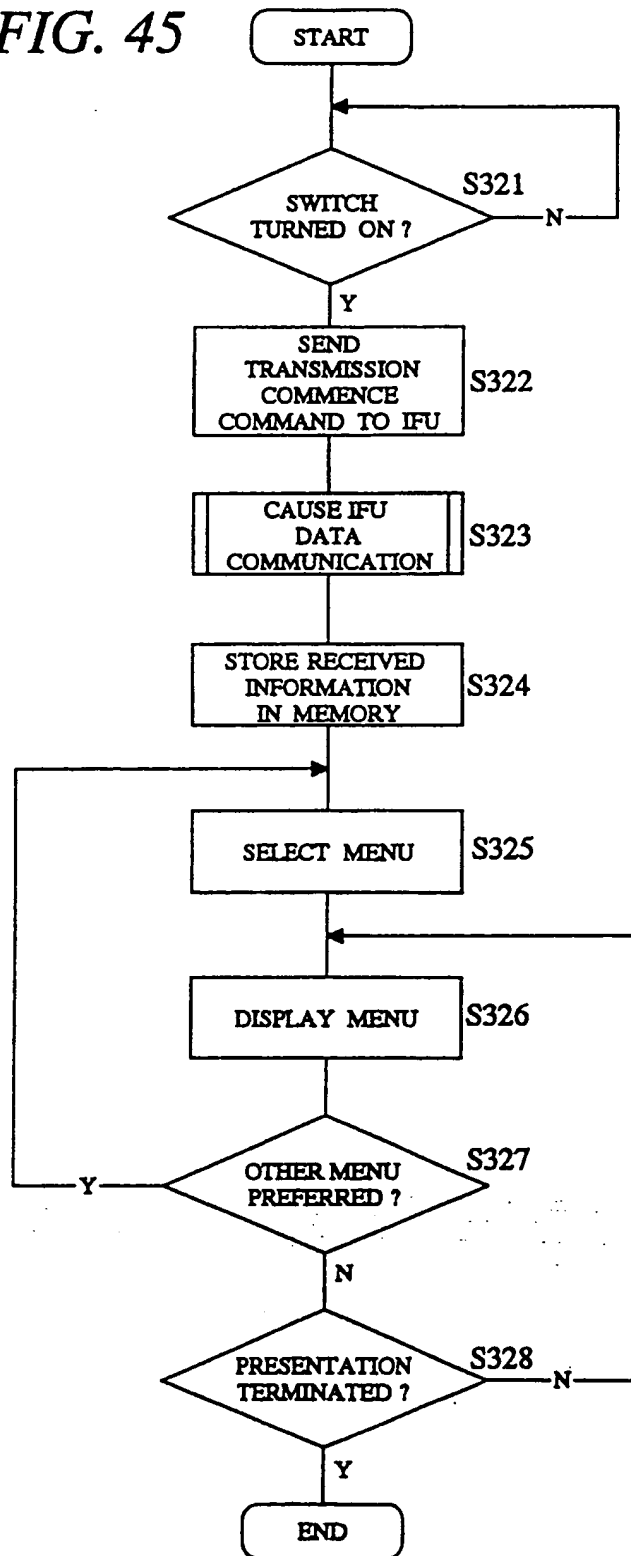 FIG. 45
START
S321
SWITCH
TURNED ON ?
N
Y
SEND
TRANSMISSION
COMMENCE
COMMAND TO IFU
S322
CAUSE IFU
DATA
COMMUNICATION
S323
STORE RECEIVED
INFORMATION
IN MEMORY
S324
SELECT MENU
S325
DISPLAY MENU
S326
OTHER MENU
PREFERRED ?
S327
Y
N
PRESENTATION
TERMINATED ?
S328
N
Y
END